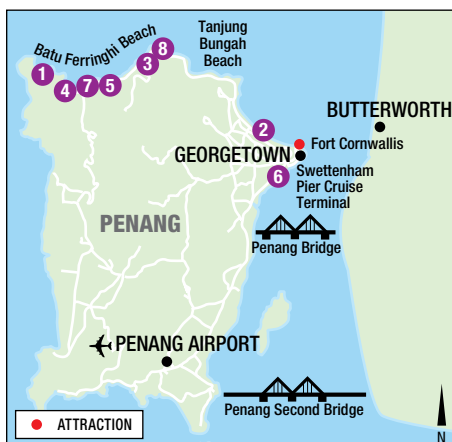 Batu Ferringhi Beach
Tanjung
Bungah
Beach
8
3
1
4
7
5
2
BUTTERWORTH
Fort Cornwallis
GEORGETOWN
6
Swettenham
Pier Cruise
Terminal
PENANG
Penang Bridge
PENANG AIRPORT
Penang Second Bridge
ATTRACTION
N